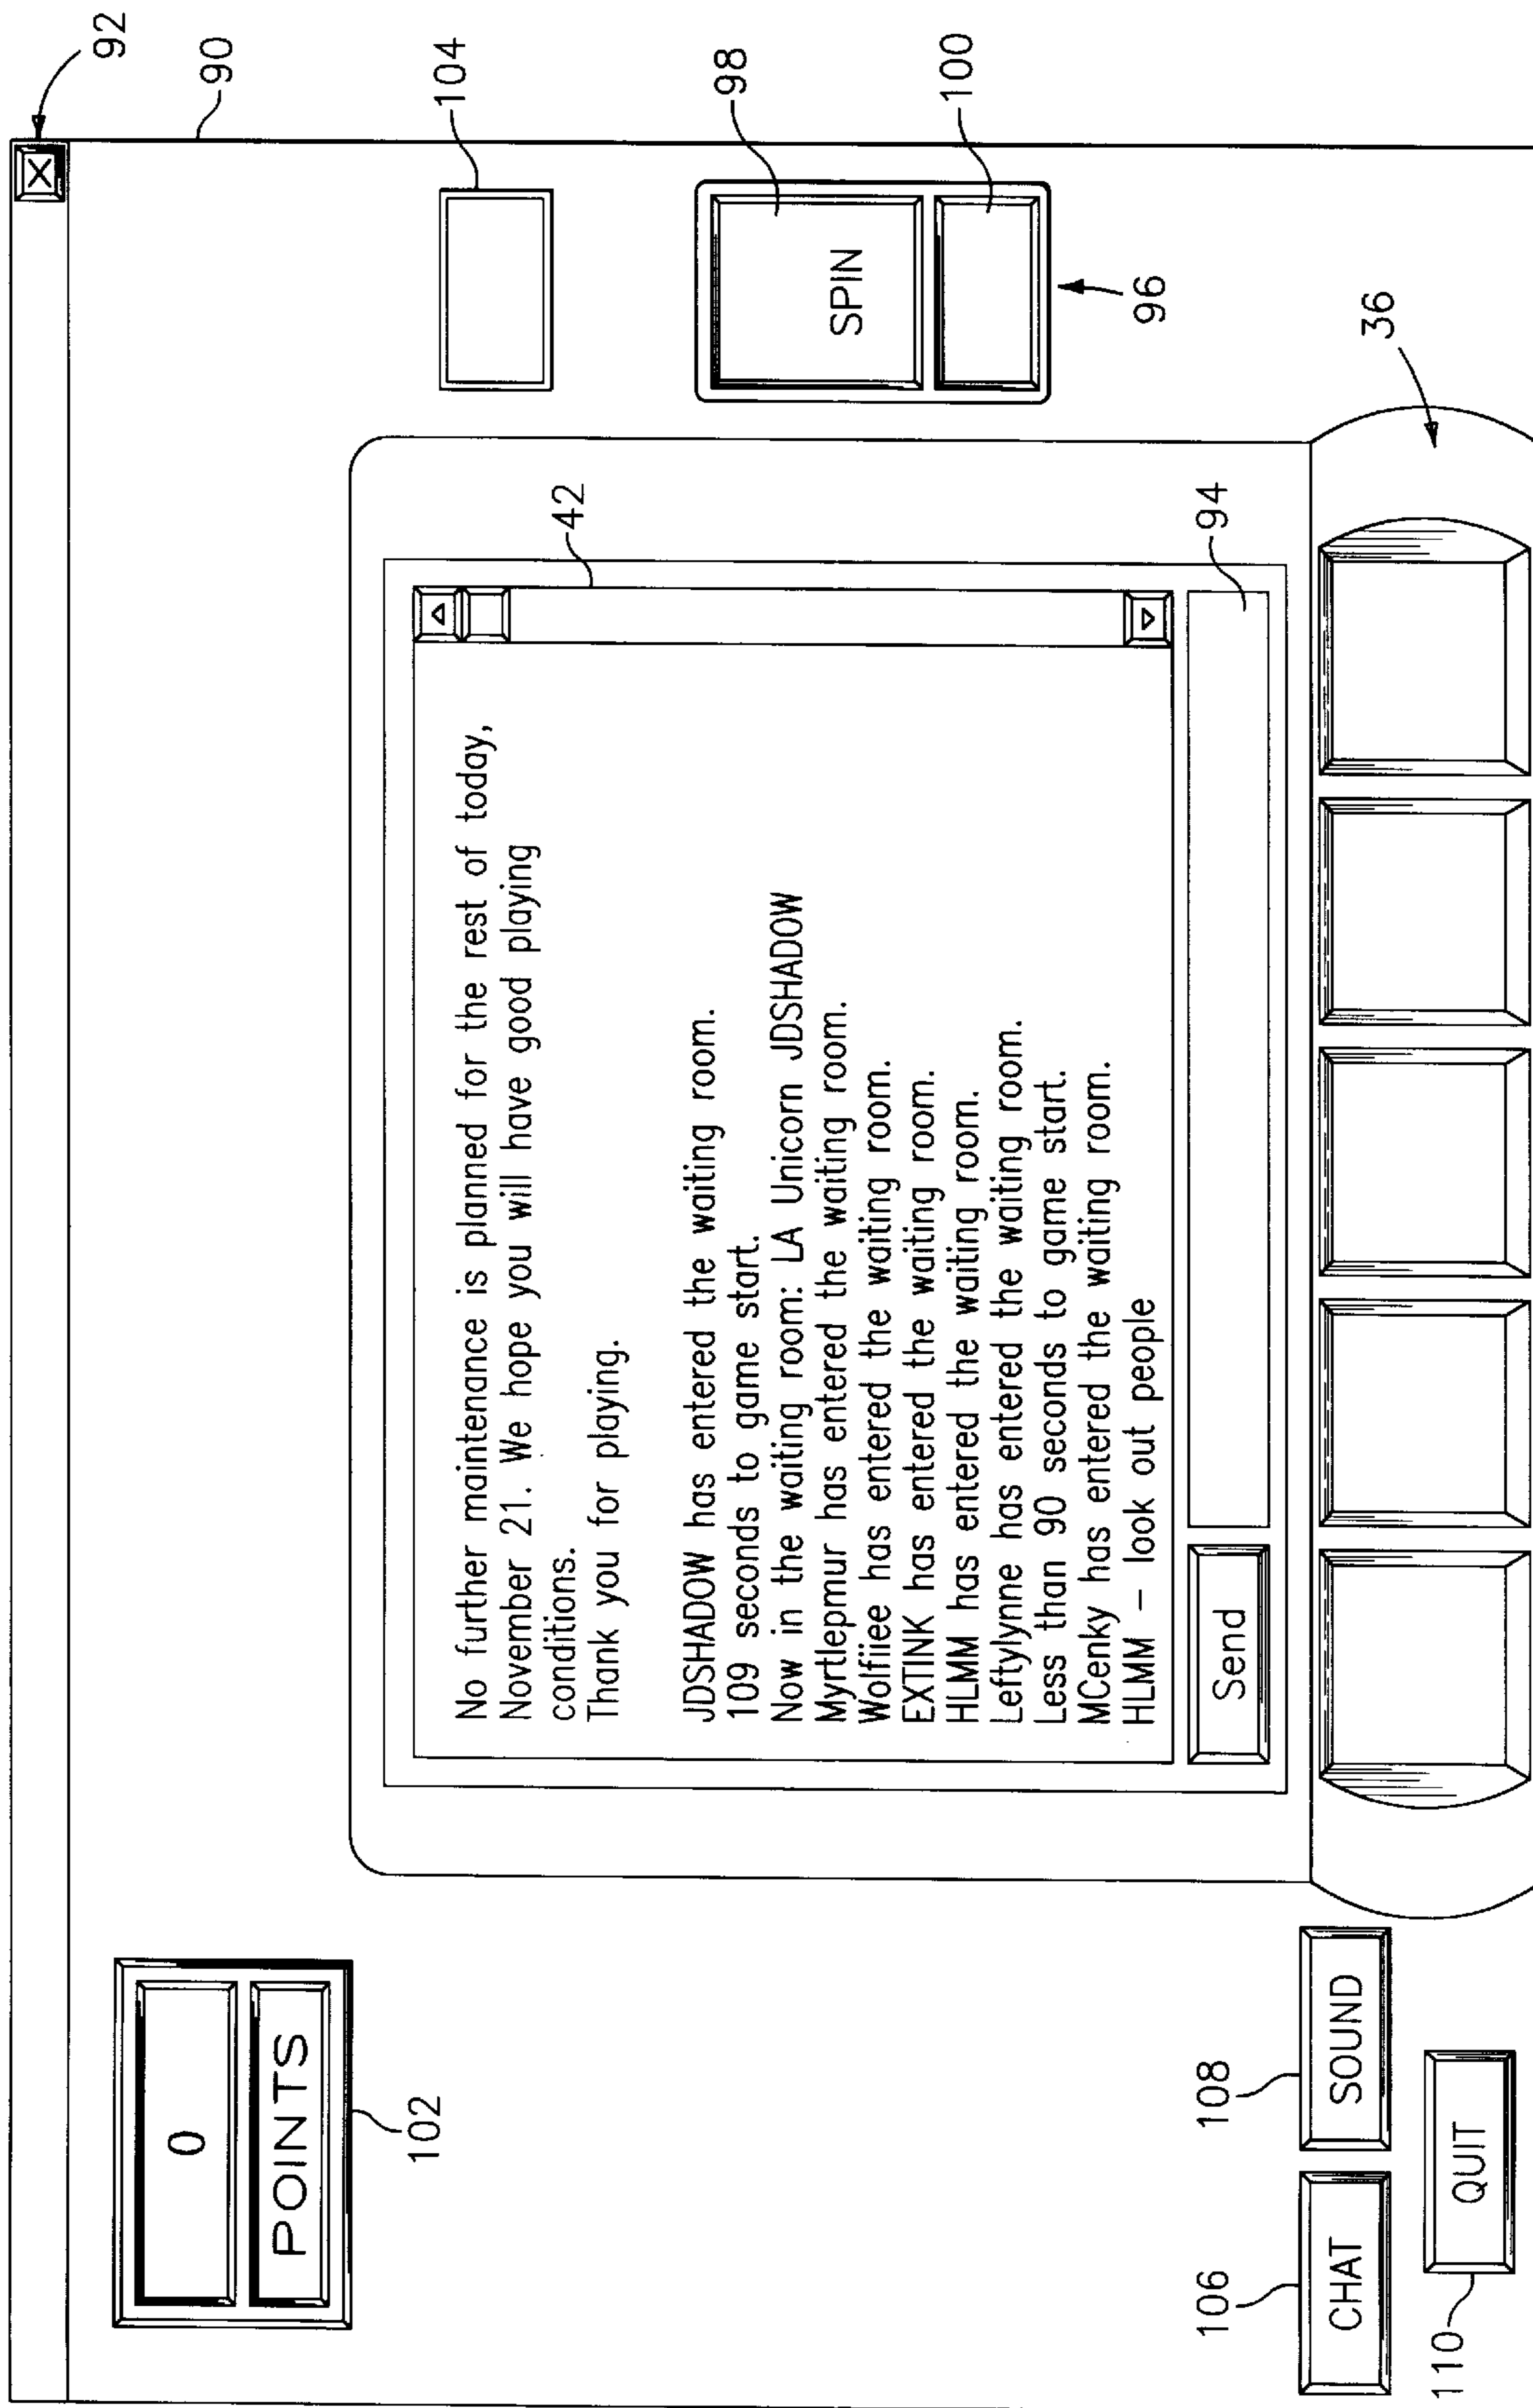 X
92
90
0
POINTS
102
104
No further maintenance is planned for the rest of today,
November 21. We hope you will have good playing
conditions.
Thank you for playing.
JDSHADOW has entered the waiting room.
109 seconds to game start.
Now in the waiting room: LA Unicorn JDSHADOW
Myrtlepmur has entered the waiting room.
Wolfiiee has entered the waiting room.
EXTINK has entered the waiting room.
HLMM has entered the waiting room.
Leftylynne has entered the waiting room.
Less than 90 seconds to game start.
MCenky has entered the waiting room.
HLMM – look out people
42
Send
94
SPIN
98
100
96
36
106
108
CHAT
SOUND
110
QUIT